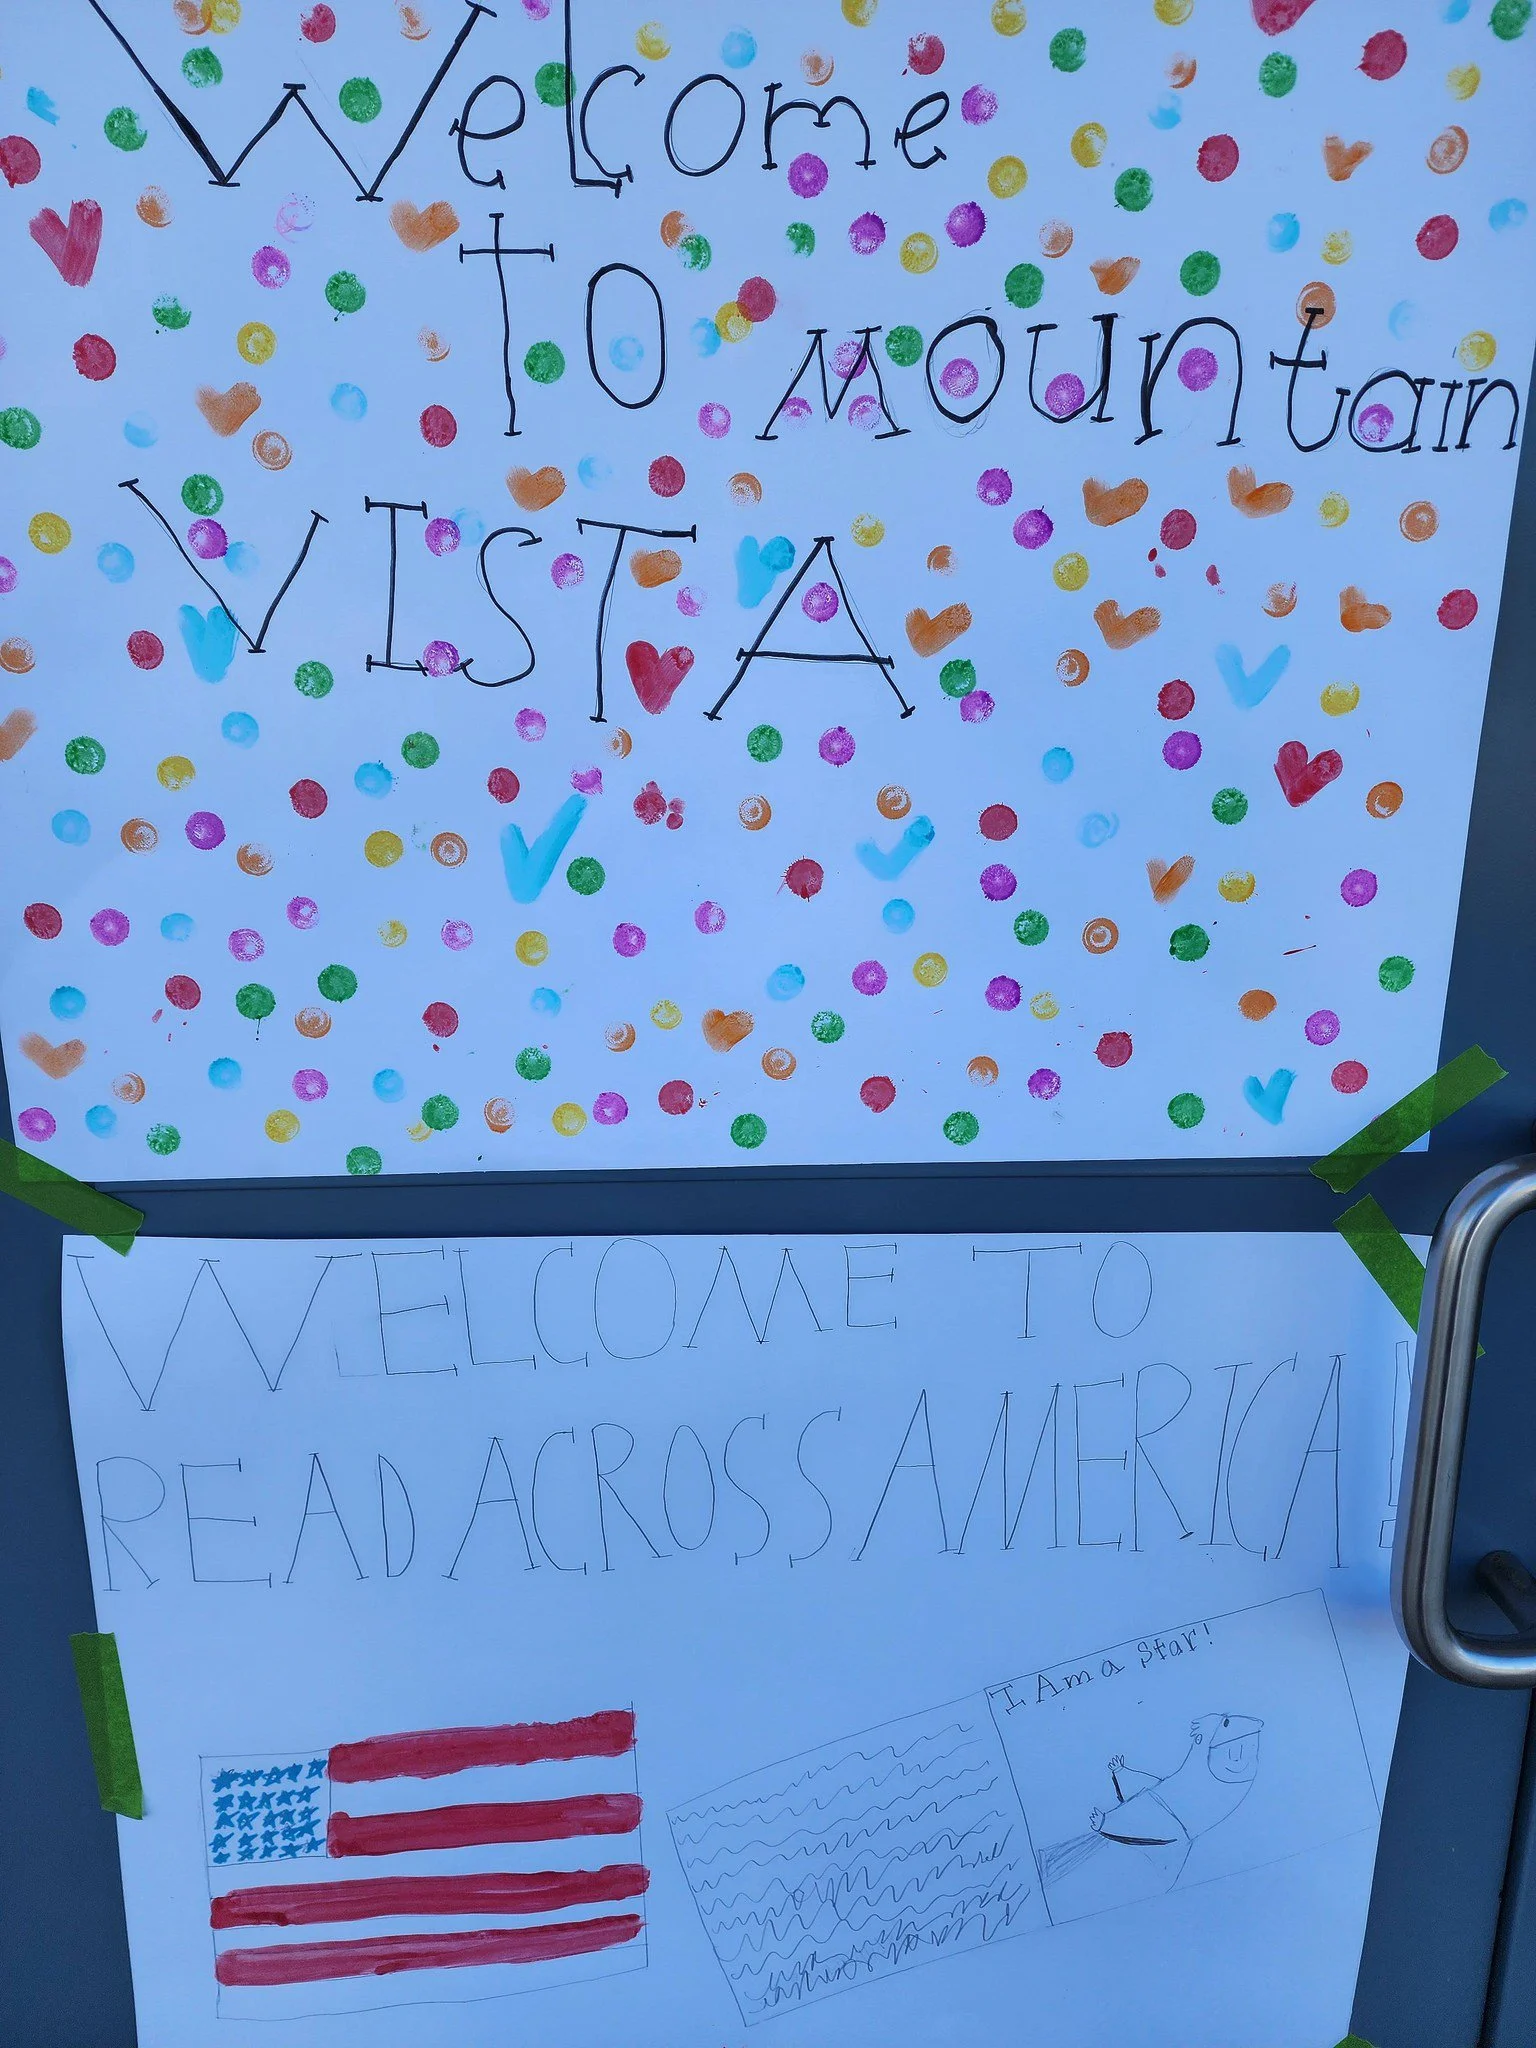 Welcome
to mountain
VISTA
WELCOME TO
READ ACROSS AMERICA!
I Am a Star!